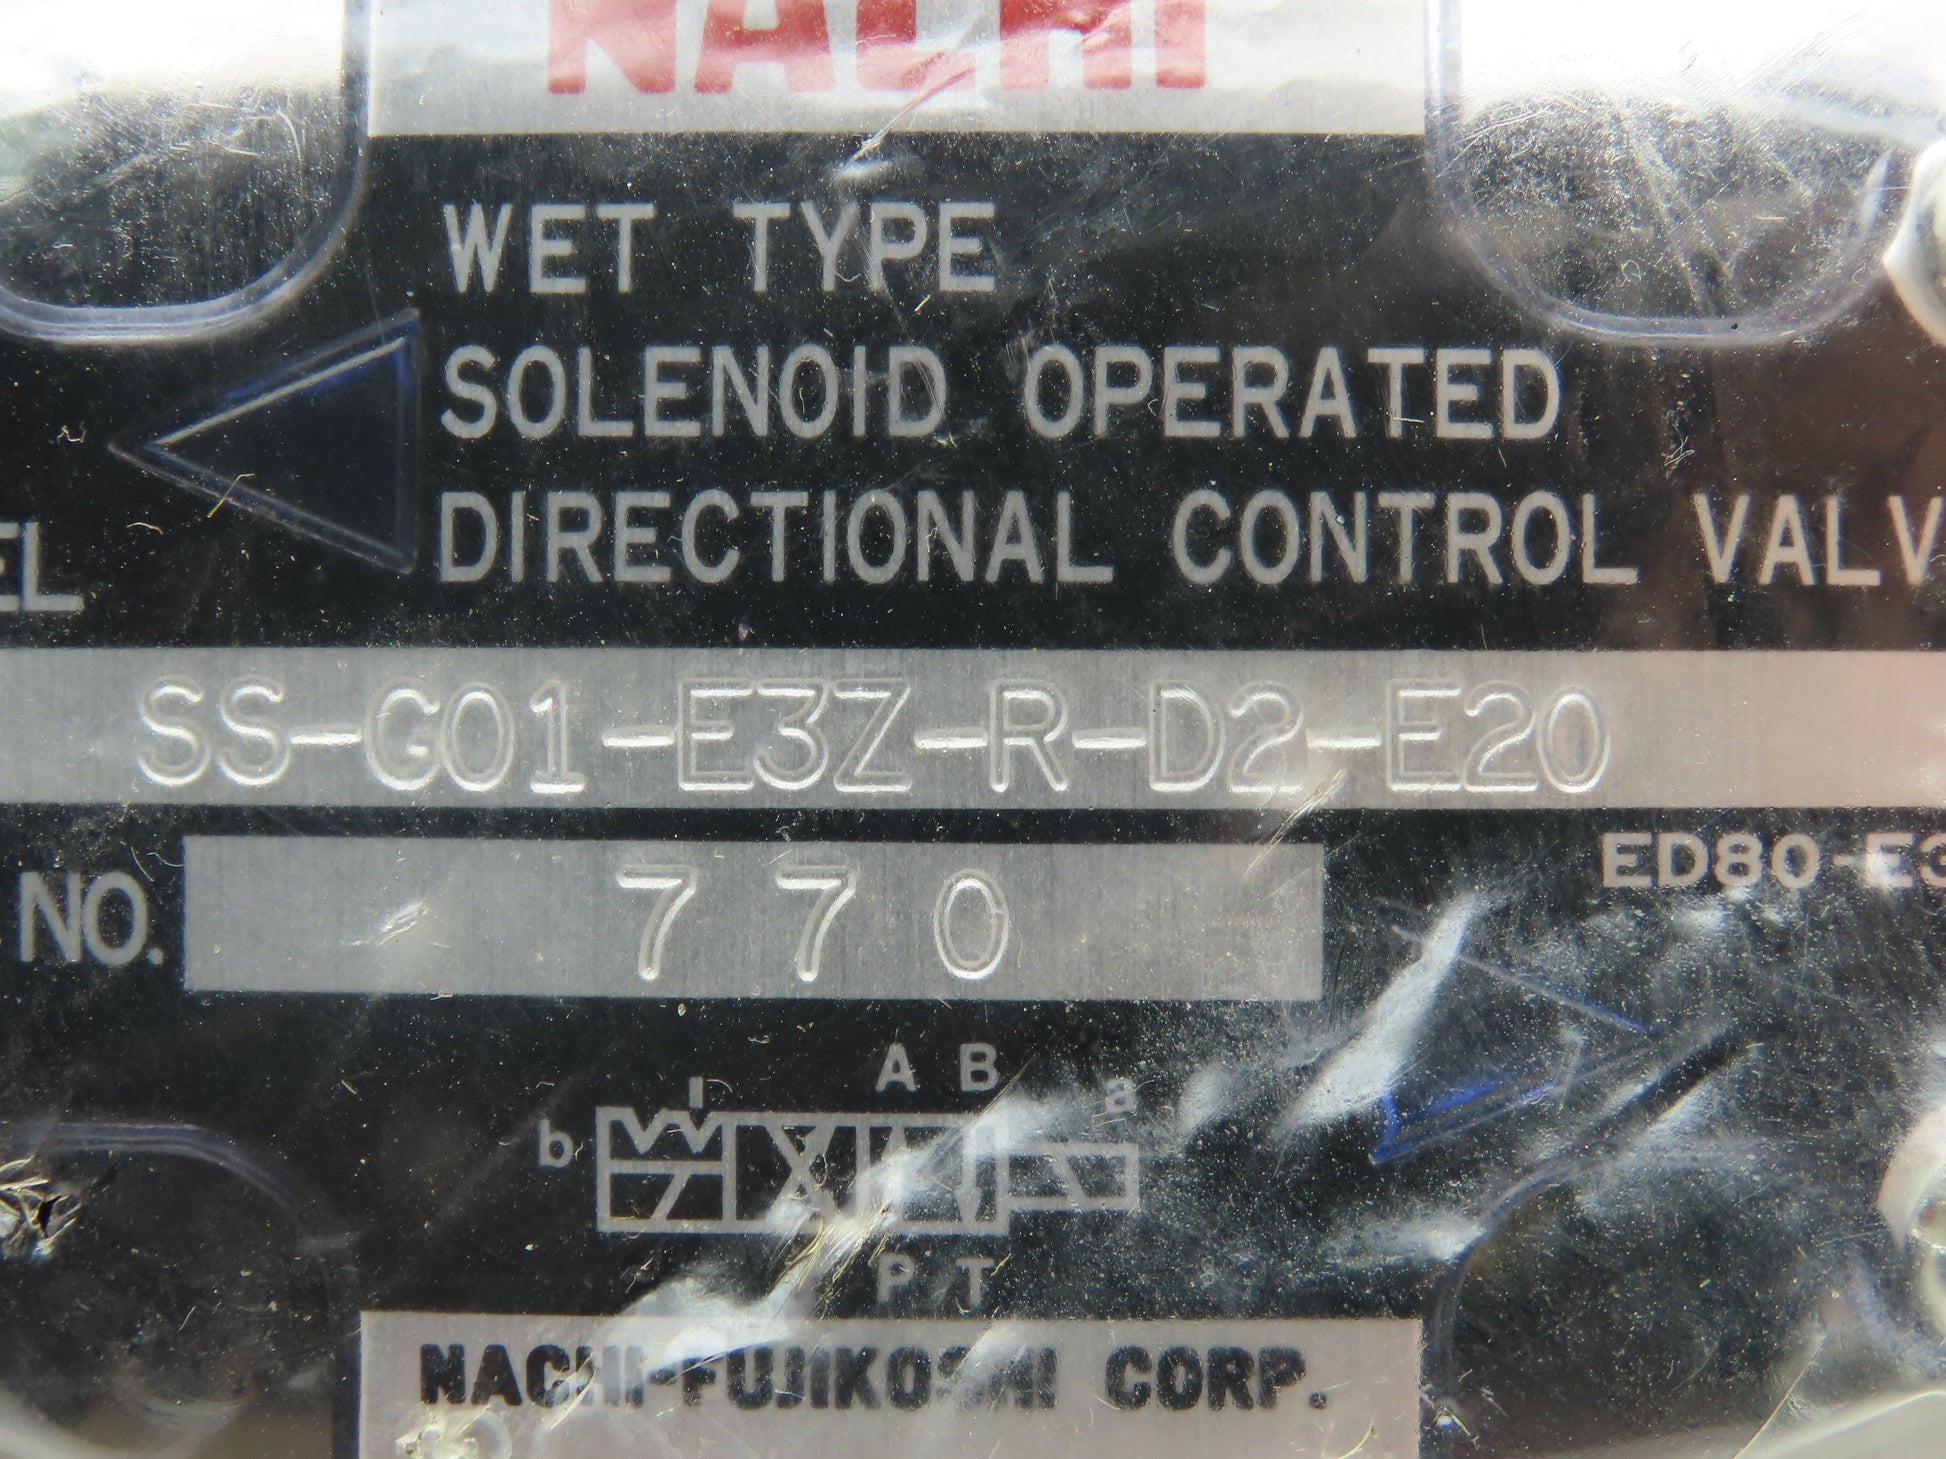 NACHI
WET TYPE
SOLENOID OPERATED
DIRECTIONAL CONTROL VALV
EL
SS-G01-E3Z-R-D2-E20
ED80-E3
NO. 770
A B
b a
P T
NACHI-FUJIKOSHI CORP.